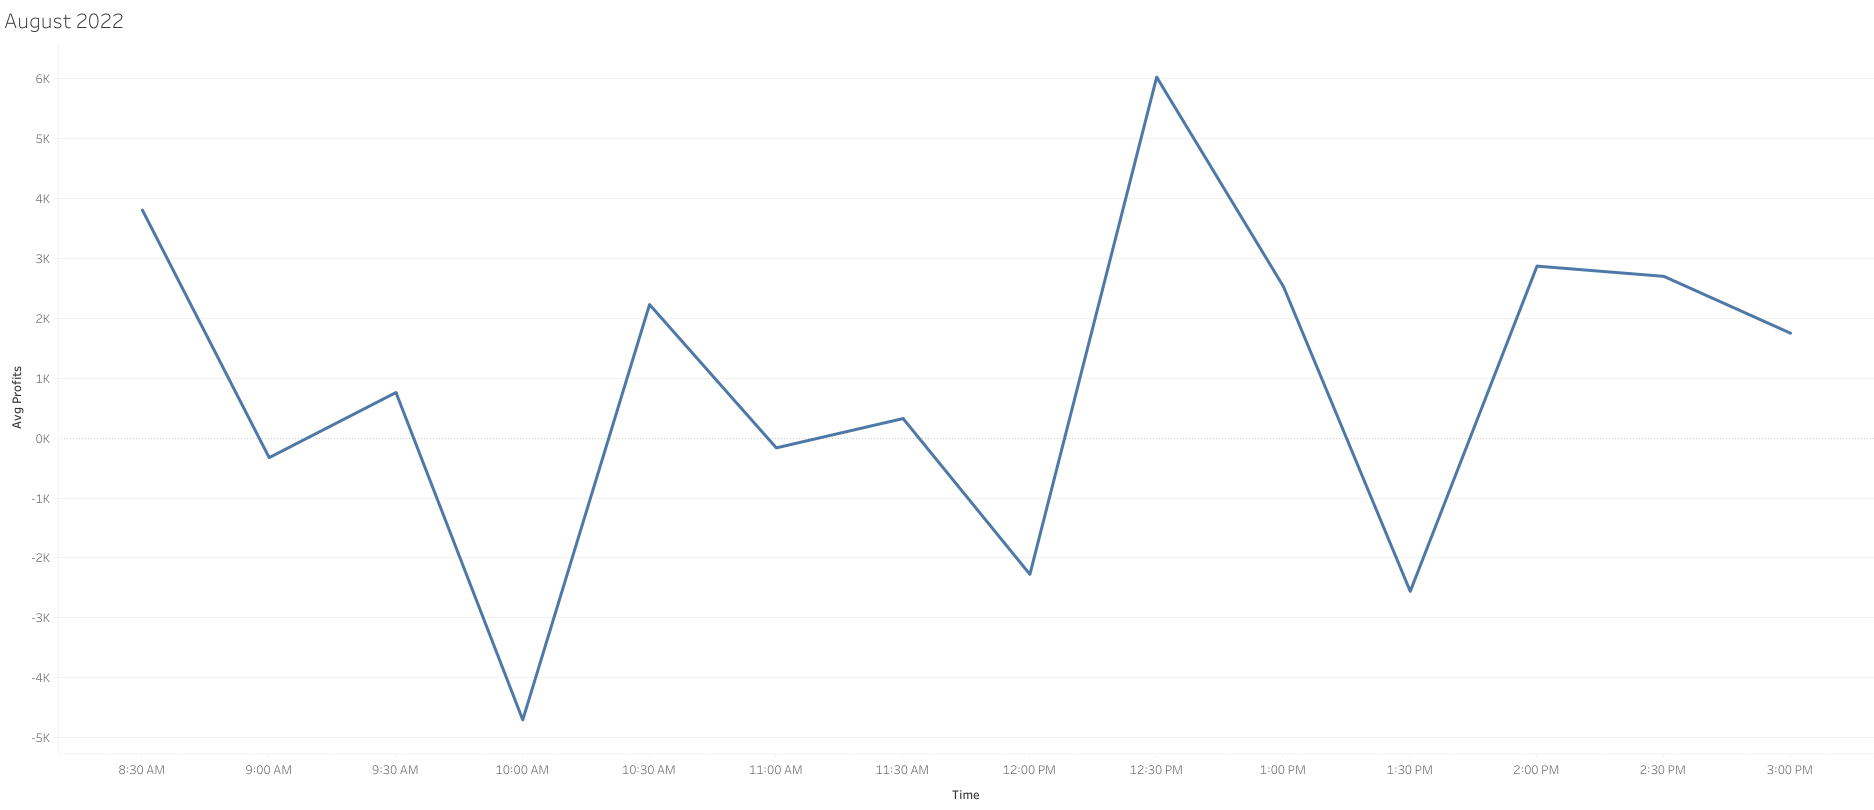 August 2022
6K
5K
4K
3K
2K
1K
0K
-1K
-2K
-3K
-4K
-5K
Avg Profits
8:30 AM 9:00 AM 9:30 AM 10:00 AM 10:30 AM 11:00 AM 11:30 AM 12:00 PM 12:30 PM 1:00 PM 1:30 PM 2:00 PM 2:30 PM 3:00 PM
Time